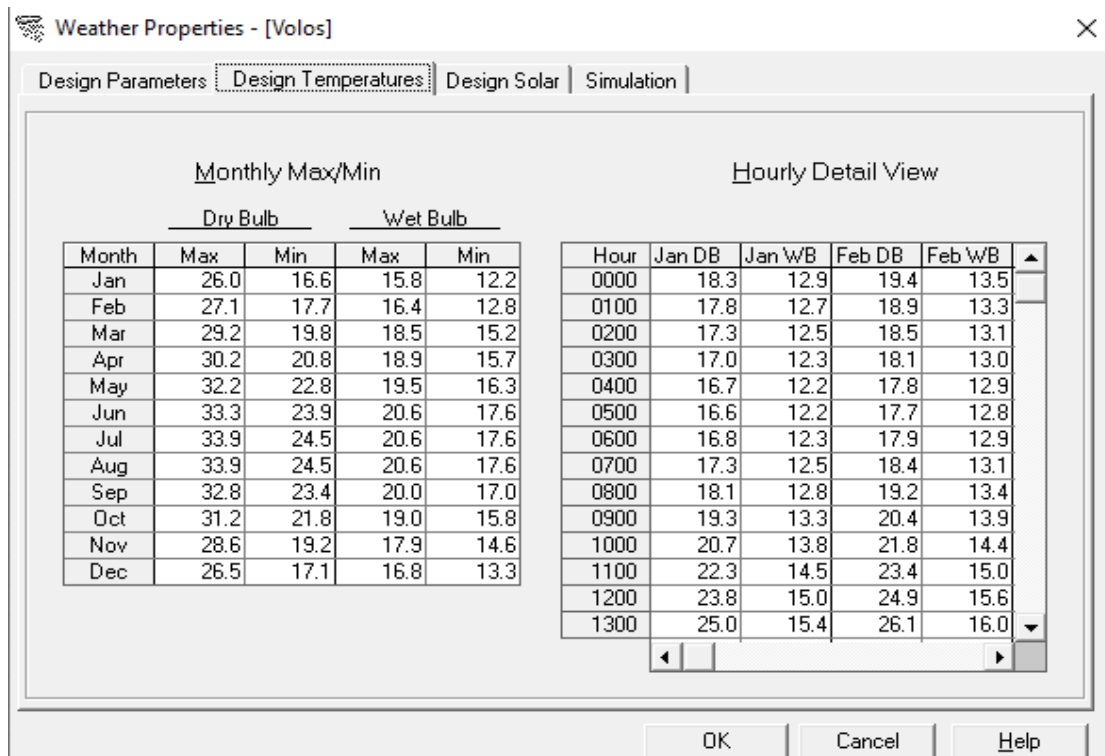 Weather Properties - [Volos]
Design Parameters Design Temperatures Design Solar Simulation
Monthly Max/Min
Dry Bulb Wet Bulb
Month Max Min Max Min
Jan 26.0 16.6 15.8 12.2
Feb 27.1 17.7 16.4 12.8
Mar 29.2 19.8 18.5 15.2
Apr 30.2 20.8 18.9 15.7
May 32.2 22.8 19.5 16.3
Jun 33.3 23.9 20.6 17.6
Jul 33.9 24.5 20.6 17.6
Aug 33.9 24.5 20.6 17.6
Sep 32.8 23.4 20.0 17.0
Oct 31.2 21.8 19.0 15.8
Nov 28.6 19.2 17.9 14.6
Dec 26.5 17.1 16.8 13.3
Hourly Detail View
Hour Jan DB Jan WB Feb DB Feb WB
0000 18.3 12.9 19.4 13.5
0100 17.8 12.7 18.9 13.3
0200 17.3 12.5 18.5 13.1
0300 17.0 12.3 18.1 13.0
0400 16.7 12.2 17.8 12.9
0500 16.6 12.2 17.7 12.8
0600 16.8 12.3 17.9 12.9
0700 17.3 12.5 18.4 13.1
0800 18.1 12.8 19.2 13.4
0900 19.3 13.3 20.4 13.9
1000 20.7 13.8 21.8 14.4
1100 22.3 14.5 23.4 15.0
1200 23.8 15.0 24.9 15.6
1300 25.0 15.4 26.1 16.0
OK Cancel Help